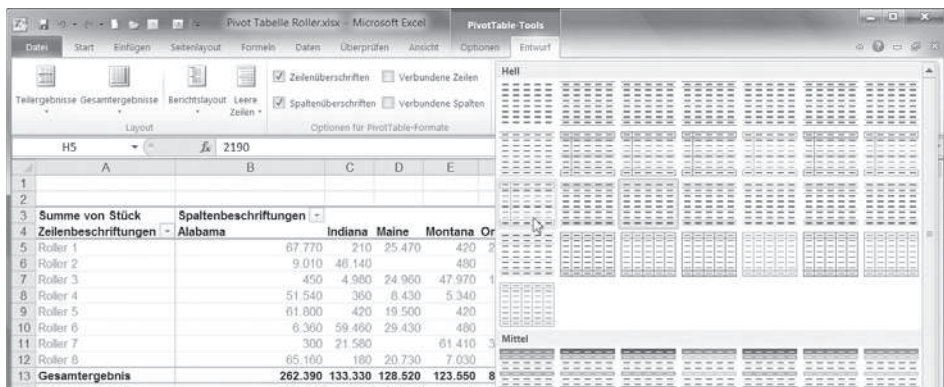 Pivot Tabelle Roller.xlsx - Microsoft Excel
PivotTable-Tools
Datei Start Einfügen Seitenlayout Formeln Daten Überprüfen Ansicht Optionen Entwurf
Teilergebnisse Gesamtergebnisse Berichtslayout Leere Zeilen
Layout
Zeilenüberschriften Verbundene Zeilen
Spaltenüberschriften Verbundene Spalten
Optionen für PivotTable-Formate
Hell
H5 fx 2190
A B C D E
1
2
3 Summe von Stück Spaltenbeschriftungen
4 Zeilenbeschriftungen Alabama Indiana Maine Montana Or
5 Roller 1 67.770 210 25.470 420 2
6 Roller 2 9.010 46.140 480
7 Roller 3 450 4.980 24.960 47.970 1
8 Roller 4 51.540 360 8.430 5.340
9 Roller 5 61.800 420 19.500 420
10 Roller 6 6.360 59.460 29.430 480
11 Roller 7 300 21.580 61.410 3
12 Roller 8 65.160 180 20.730 7.030
13 Gesamtergebnis 262.390 133.330 128.520 123.550 8
Mittel